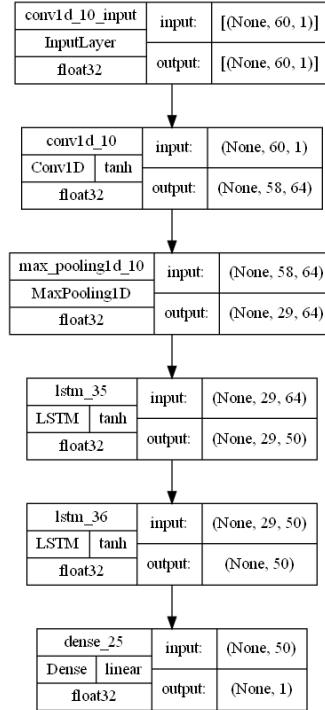 conv1d_10_input input: [(None, 60, 1)]
InputLayer
float32 output: [(None, 60, 1)]
conv1d_10 input: (None, 60, 1)
Conv1D tanh
float32 output: (None, 58, 64)
max_pooling1d_10 input: (None, 58, 64)
MaxPooling1D
float32 output: (None, 29, 64)
lstm_35 input: (None, 29, 64)
LSTM tanh
float32 output: (None, 29, 50)
lstm_36 input: (None, 29, 50)
LSTM tanh
float32 output: (None, 50)
dense_25 input: (None, 50)
Dense linear
float32 output: (None, 1)